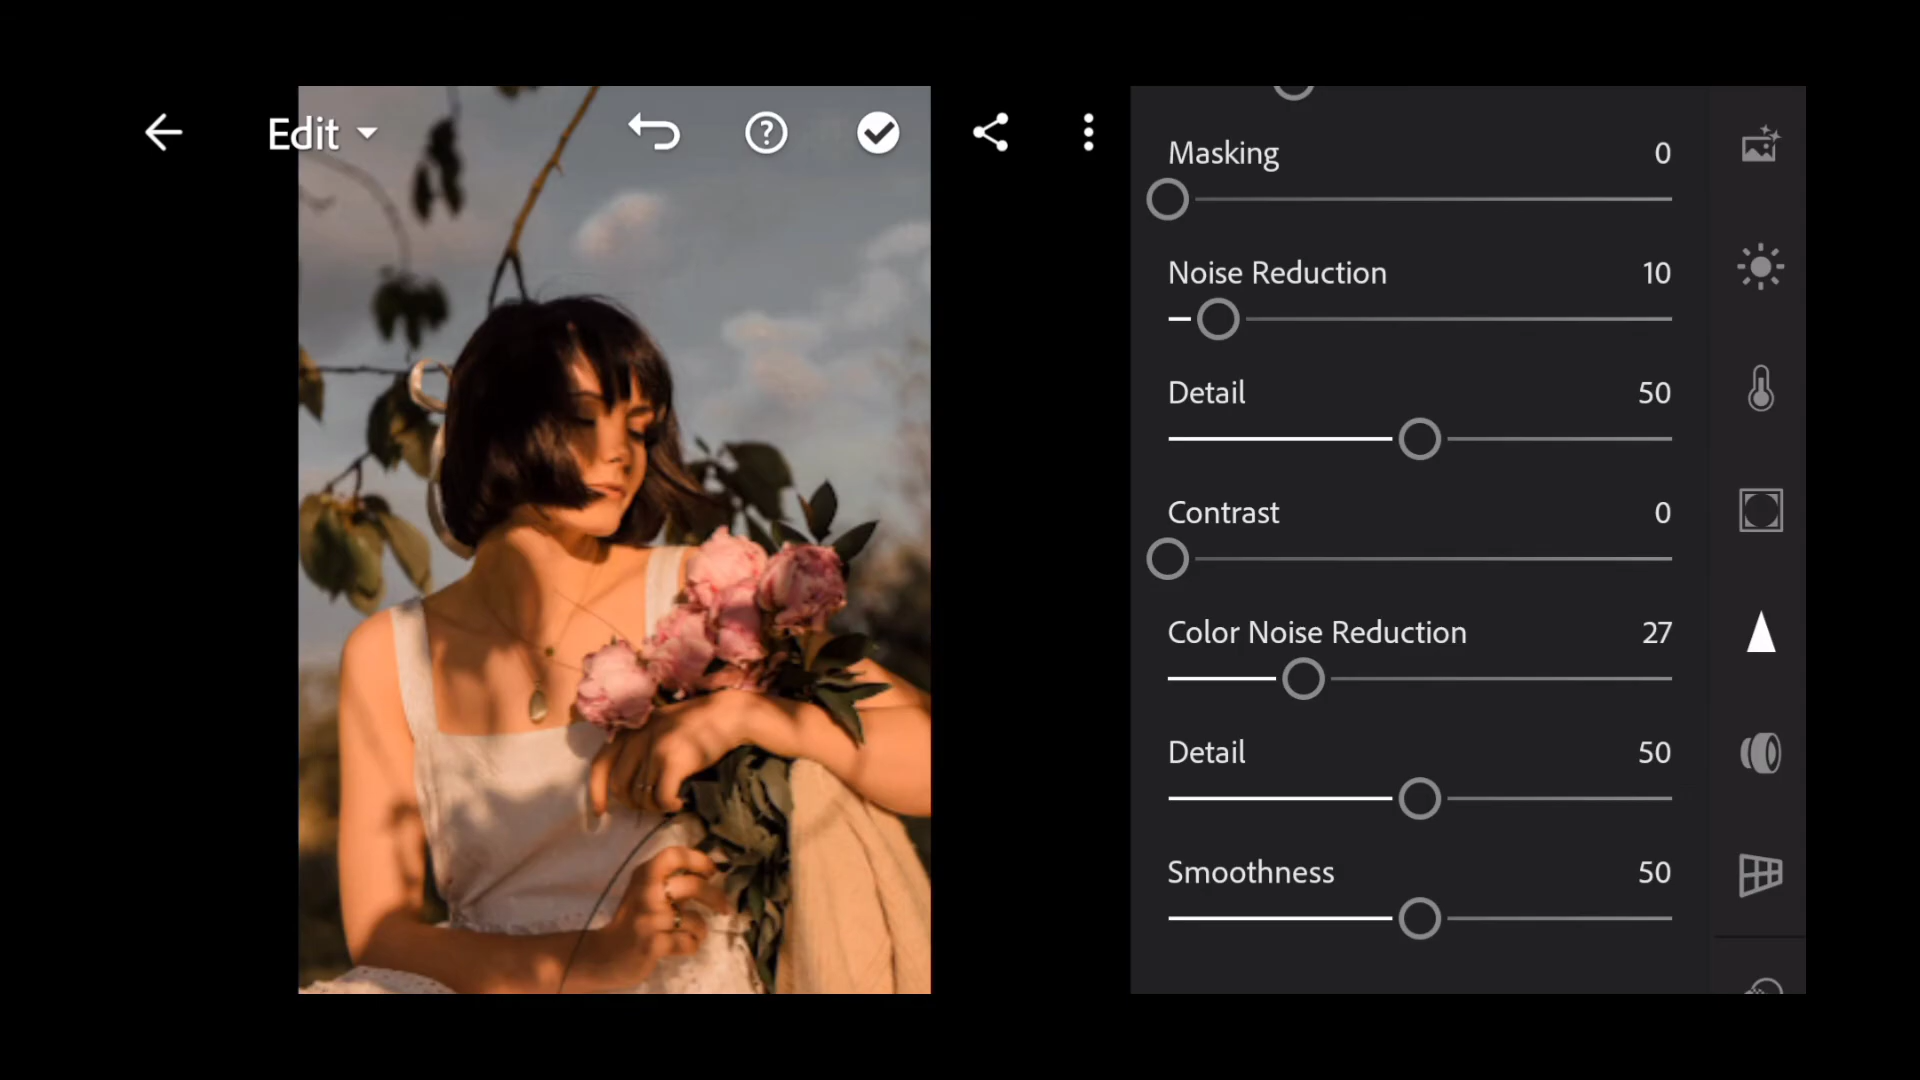 Edit
Masking 0
Noise Reduction 10
Detail 50
Contrast 0
Color Noise Reduction 27
Detail 50
Smoothness 50